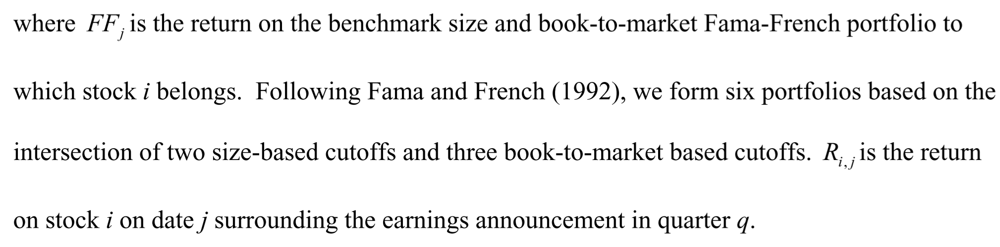 where FF_j is the return on the benchmark size and book-to-market Fama-French portfolio to
which stock i belongs.  Following Fama and French (1992), we form six portfolios based on the
intersection of two size-based cutoffs and three book-to-market based cutoffs.  R_{i,j} is the return
on stock i on date j surrounding the earnings announcement in quarter q.